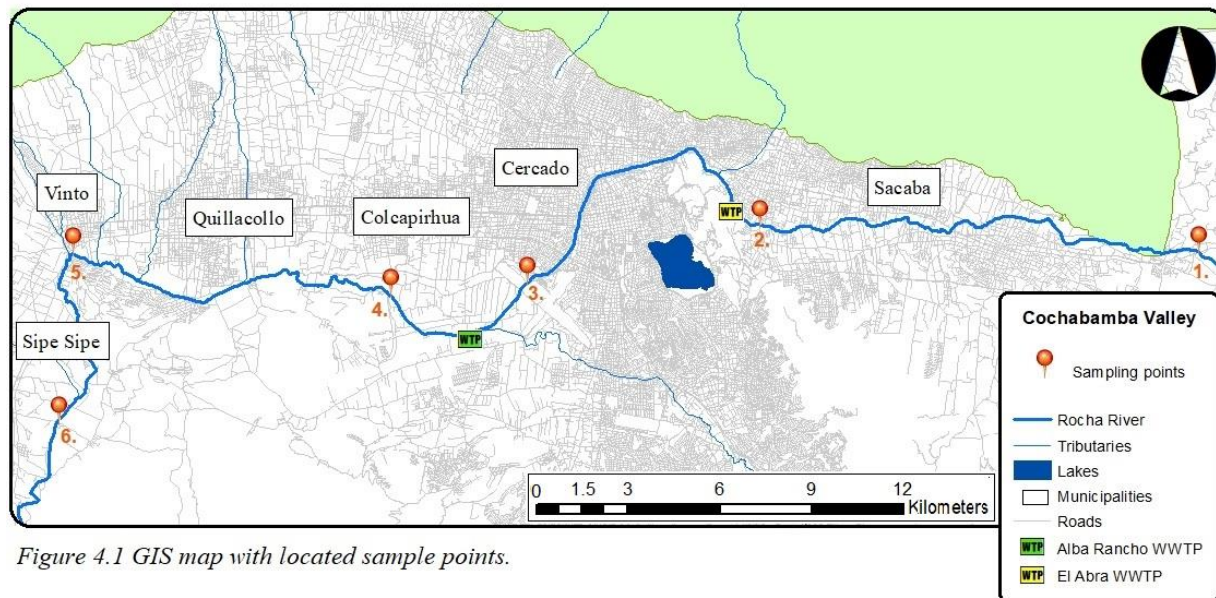 Cercado
Sacaba
Vinto
Quillacollo
Colcapirhua
WTP
2.
1.
5.
3.
4.
WTP
Sipe Sipe
6.
0 1.5 3 6 9 12
Kilometers
Cochabamba Valley
Sampling points
Rocha River
Tributaries
Lakes
Municipalities
Roads
WTP Alba Rancho WWTP
WTP El Abra WWTP
Figure 4.1 GIS map with located sample points.